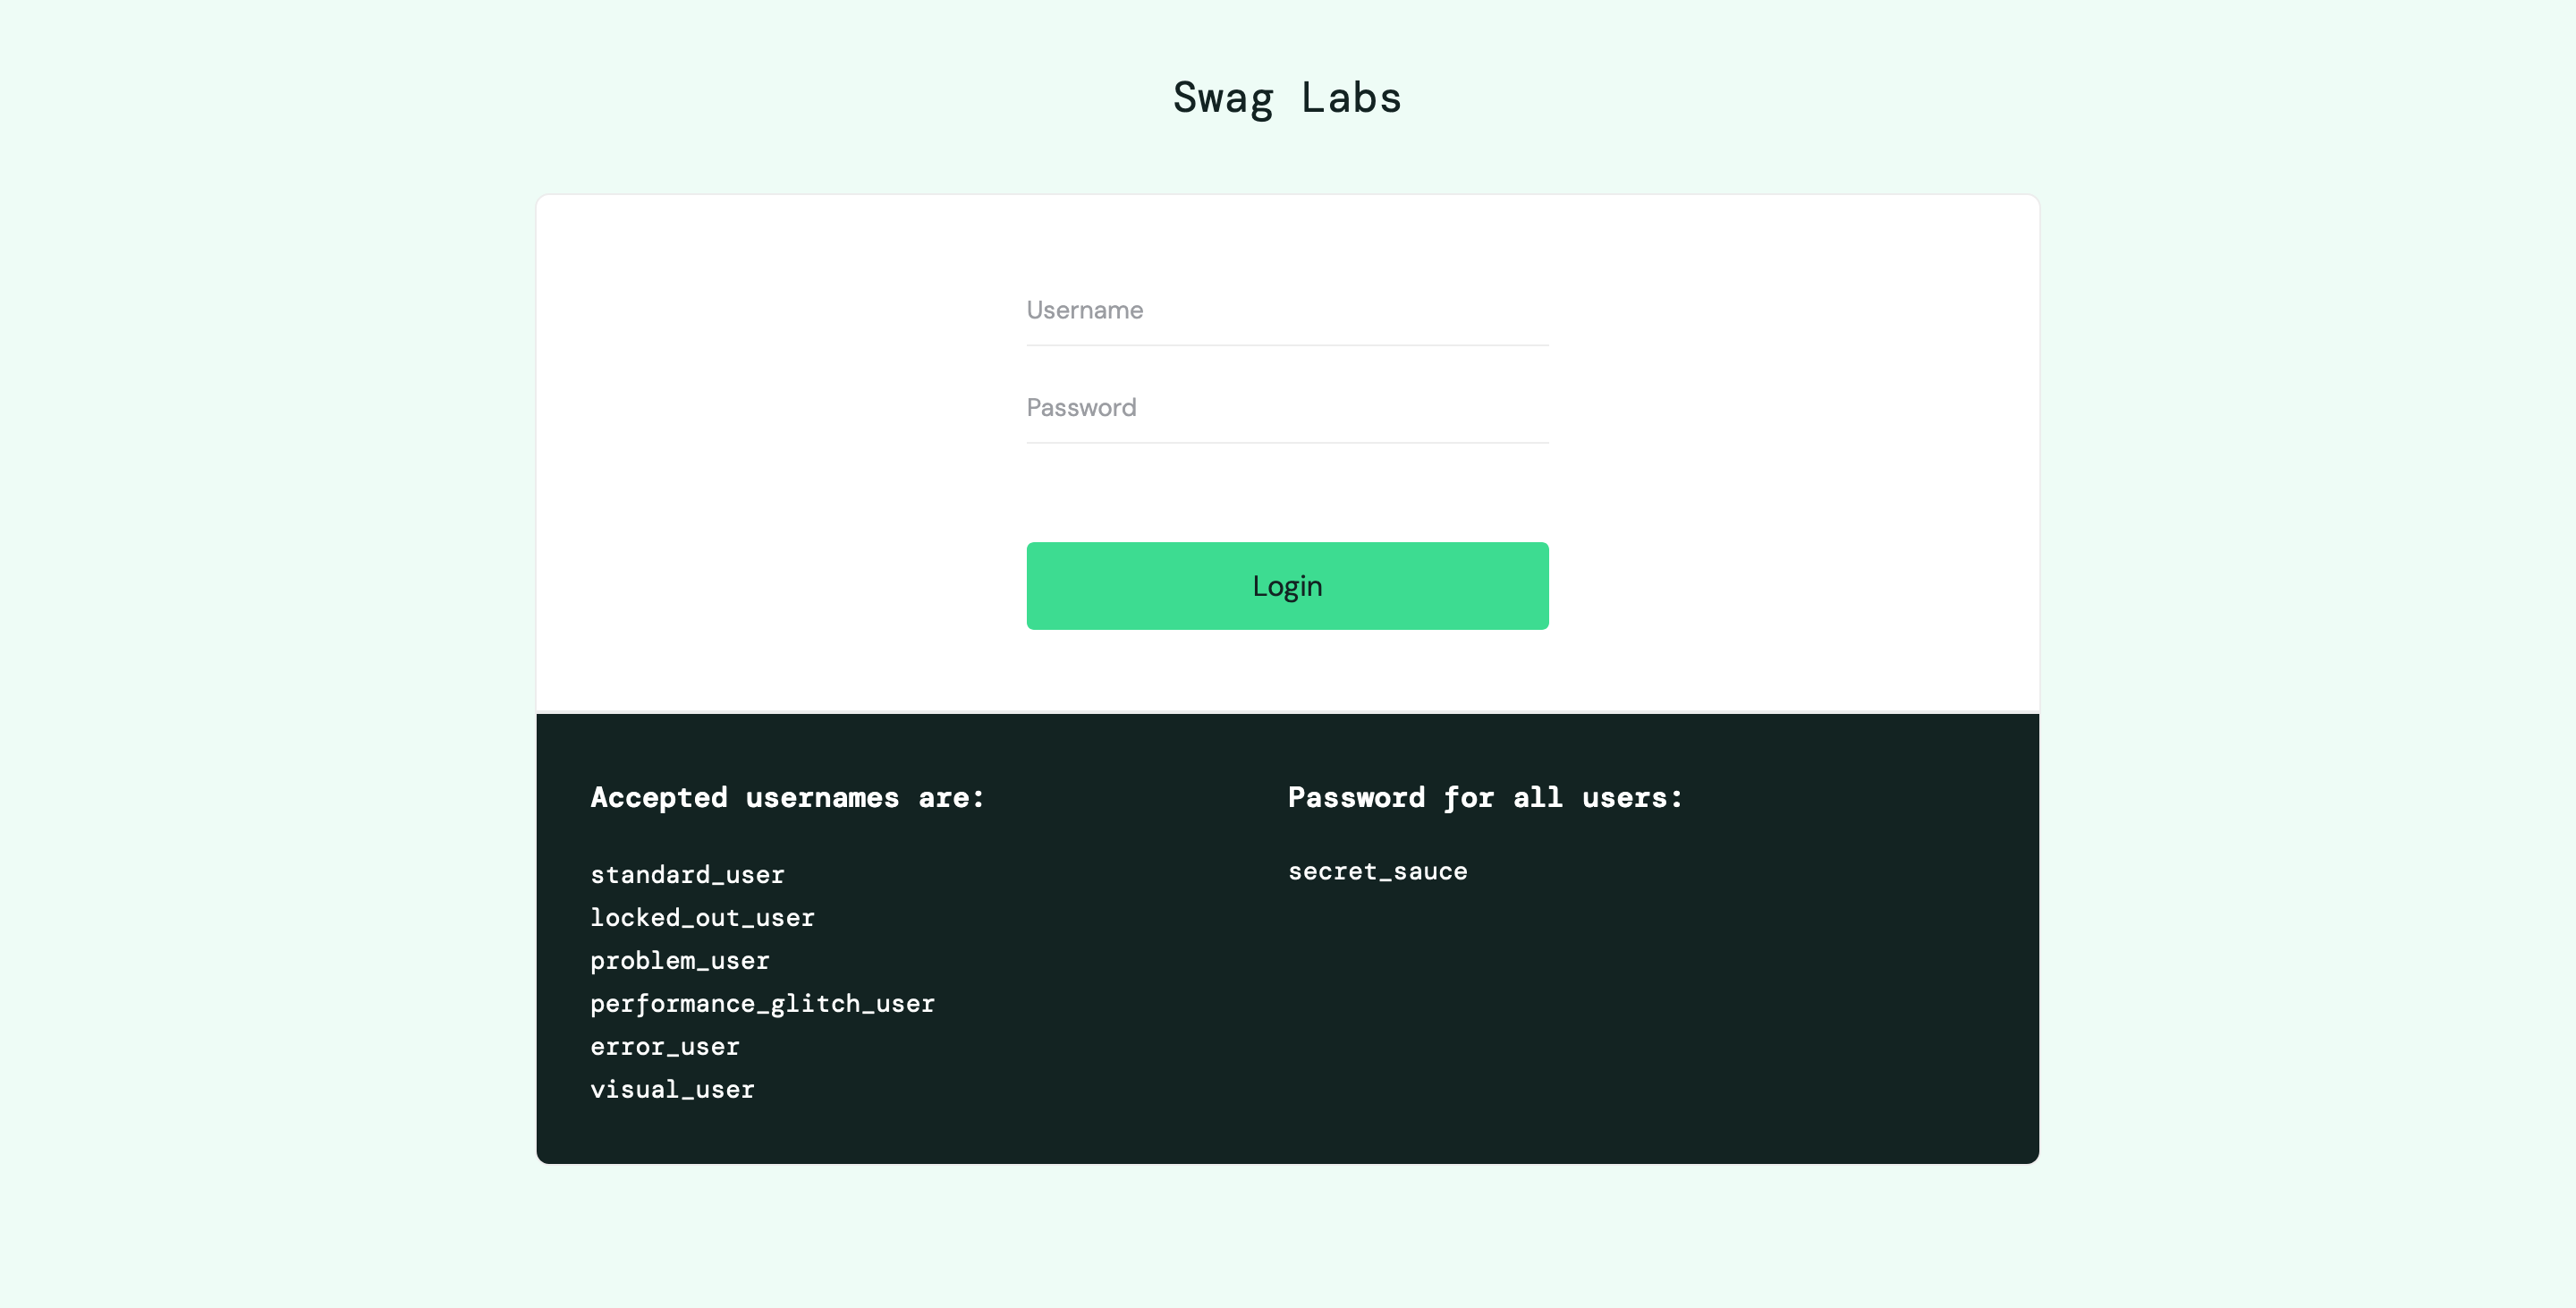 Swag Labs
Username
Password
Login
Accepted usernames are:
standard_user
locked_out_user
problem_user
performance_glitch_user
error_user
visual_user
Password for all users:
secret_sauce